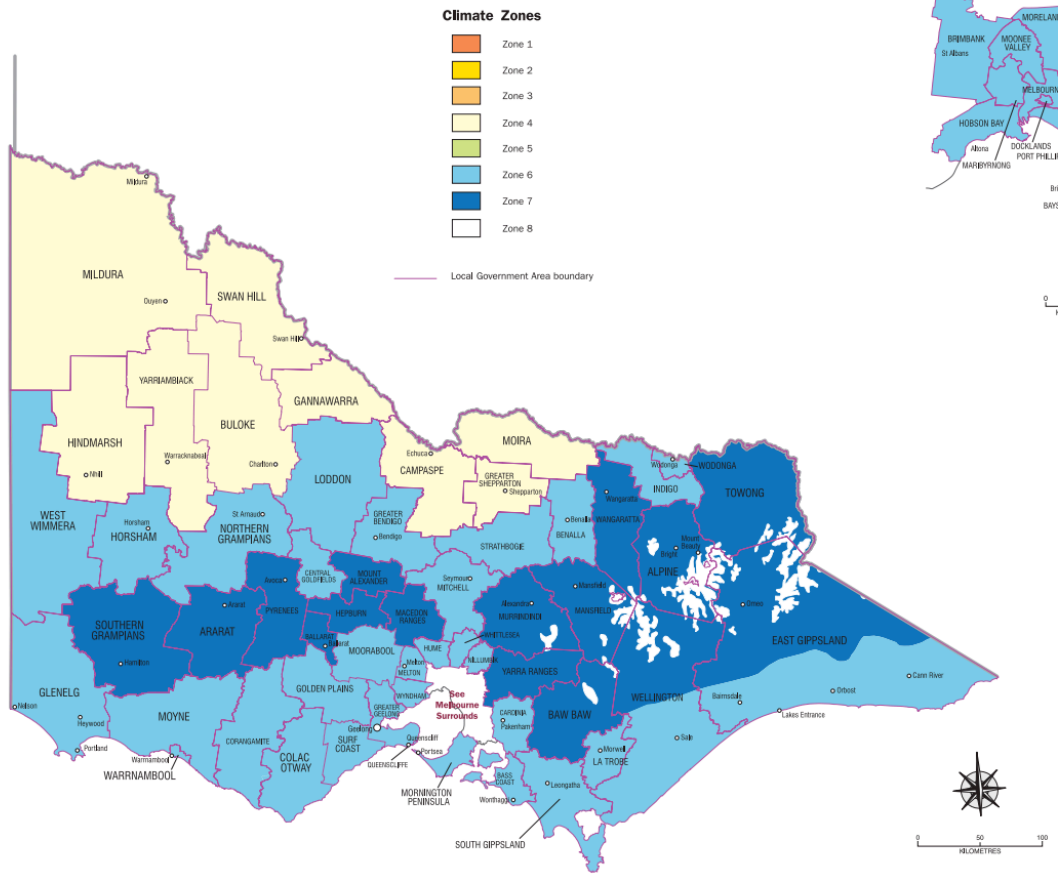 Climate Zones
Zone 1
Zone 2
Zone 3
Zone 4
Zone 5
Zone 6
Zone 7
Zone 8
Local Government Area boundary
BRIMBANK
St Albans
MOONEE
VALLEY
HOBSON BAY
Altona
DOCKLANDS
MARIBYRNONG
0
Mildura
MILDURA
Ouyen
SWAN HILL
Swan Hill
YARRIAMBIACK
GANNAWARRA
BULOKE
HINDMARSH
Nhill
Warracknabeal
Charlton
MOIRA
Echuca
CAMPASPE
GREATER
SHEPPARTON
Shepparton
LODDON
WEST
WIMMERA
Horsham
HORSHAM
St Arnaud
NORTHERN
GRAMPIANS
GREATER
BENDIGO
Bendigo
STRATHBOGIE
Benalla
BENALLA
Wangaratta
WANGARATTA
Wodonga
WODONGA
INDIGO
TOWONG
Mount
Beauty
Bright
ALPINE
Omeo
EAST GIPPSLAND
Seymour
MITCHELL
Avoca
CENTRAL
GOLDFIELDS
MOUNT
ALEXANDER
PYRENEES
HEPBURN
MACEDON
RANGES
Mansfield
MANSFIELD
Alexandra
MURRINDINDI
Ararat
ARARAT
SOUTHERN
GRAMPIANS
Hamilton
BALLARAT
Ballarat
MOORABOOL
HUME
WHITTLESEA
NILLUMBIK
Melton
MELTON
YARRA RANGES
GLENELG
Nelson
Heywood
Portland
MOYNE
Warrnambool
WARRNAMBOOL
CORANGAMITE
GOLDEN PLAINS
WYNDHAM
GREATER
GEELONG
Geelong
SURF
COAST
COLAC
OTWAY
See
Melbourne
Surrounds
Queenscliff
Portsea
QUEENSCLIFFE
MORNINGTON
PENINSULA
CARDINIA
Pakenham
BAW BAW
WELLINGTON
Bairnsdale
Orbost
Cann River
Lakes Entrance
Sale
Morwell
LA TROBE
BASS
COAST
Leongatha
Wonthaggi
SOUTH GIPPSLAND
0 50 100
KILOMETRES